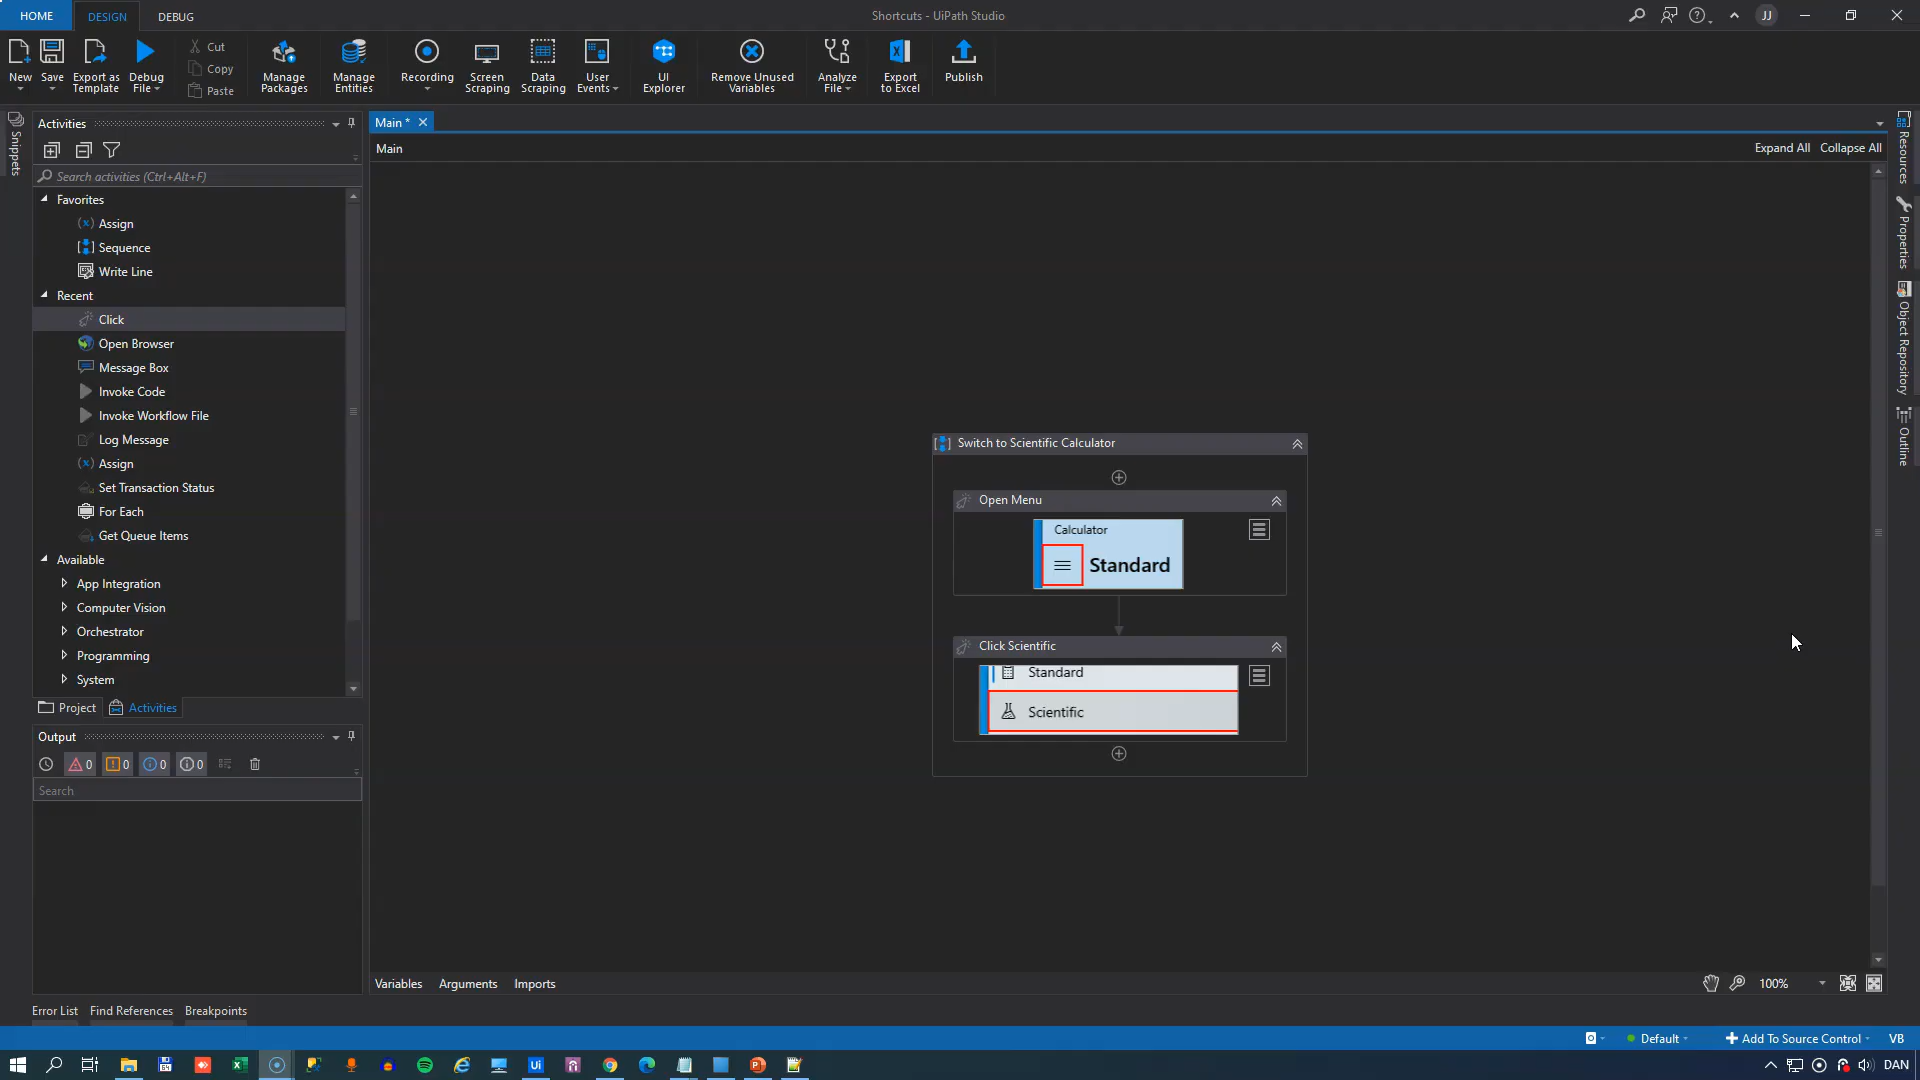 HOME
DESIGN
DEBUG
Shortcuts - UiPath Studio
JJ
New
Save
Export as Template
Debug File
Cut
Copy
Paste
Manage Packages
Manage Entities
Recording
Screen Scraping
Data Scraping
User Events
UI Explorer
Remove Unused Variables
Analyze File
Export to Excel
Publish
Snippets
Activities
Search activities (Ctrl+Alt+F)
Favorites
Assign
Sequence
Write Line
Recent
Click
Open Browser
Message Box
Invoke Code
Invoke Workflow File
Log Message
Assign
Set Transaction Status
For Each
Get Queue Items
Available
App Integration
Computer Vision
Orchestrator
Programming
System
Project
Activities
Output
0
0
0
0
Search
Main *
Main
Expand All
Collapse All
Switch to Scientific Calculator
Open Menu
Calculator
Standard
Click Scientific
Standard
Scientific
Resources
Properties
Object Repository
Outline
Variables
Arguments
Imports
100%
Error List
Find References
Breakpoints
Default
Add To Source Control
VB
Ui
DAN